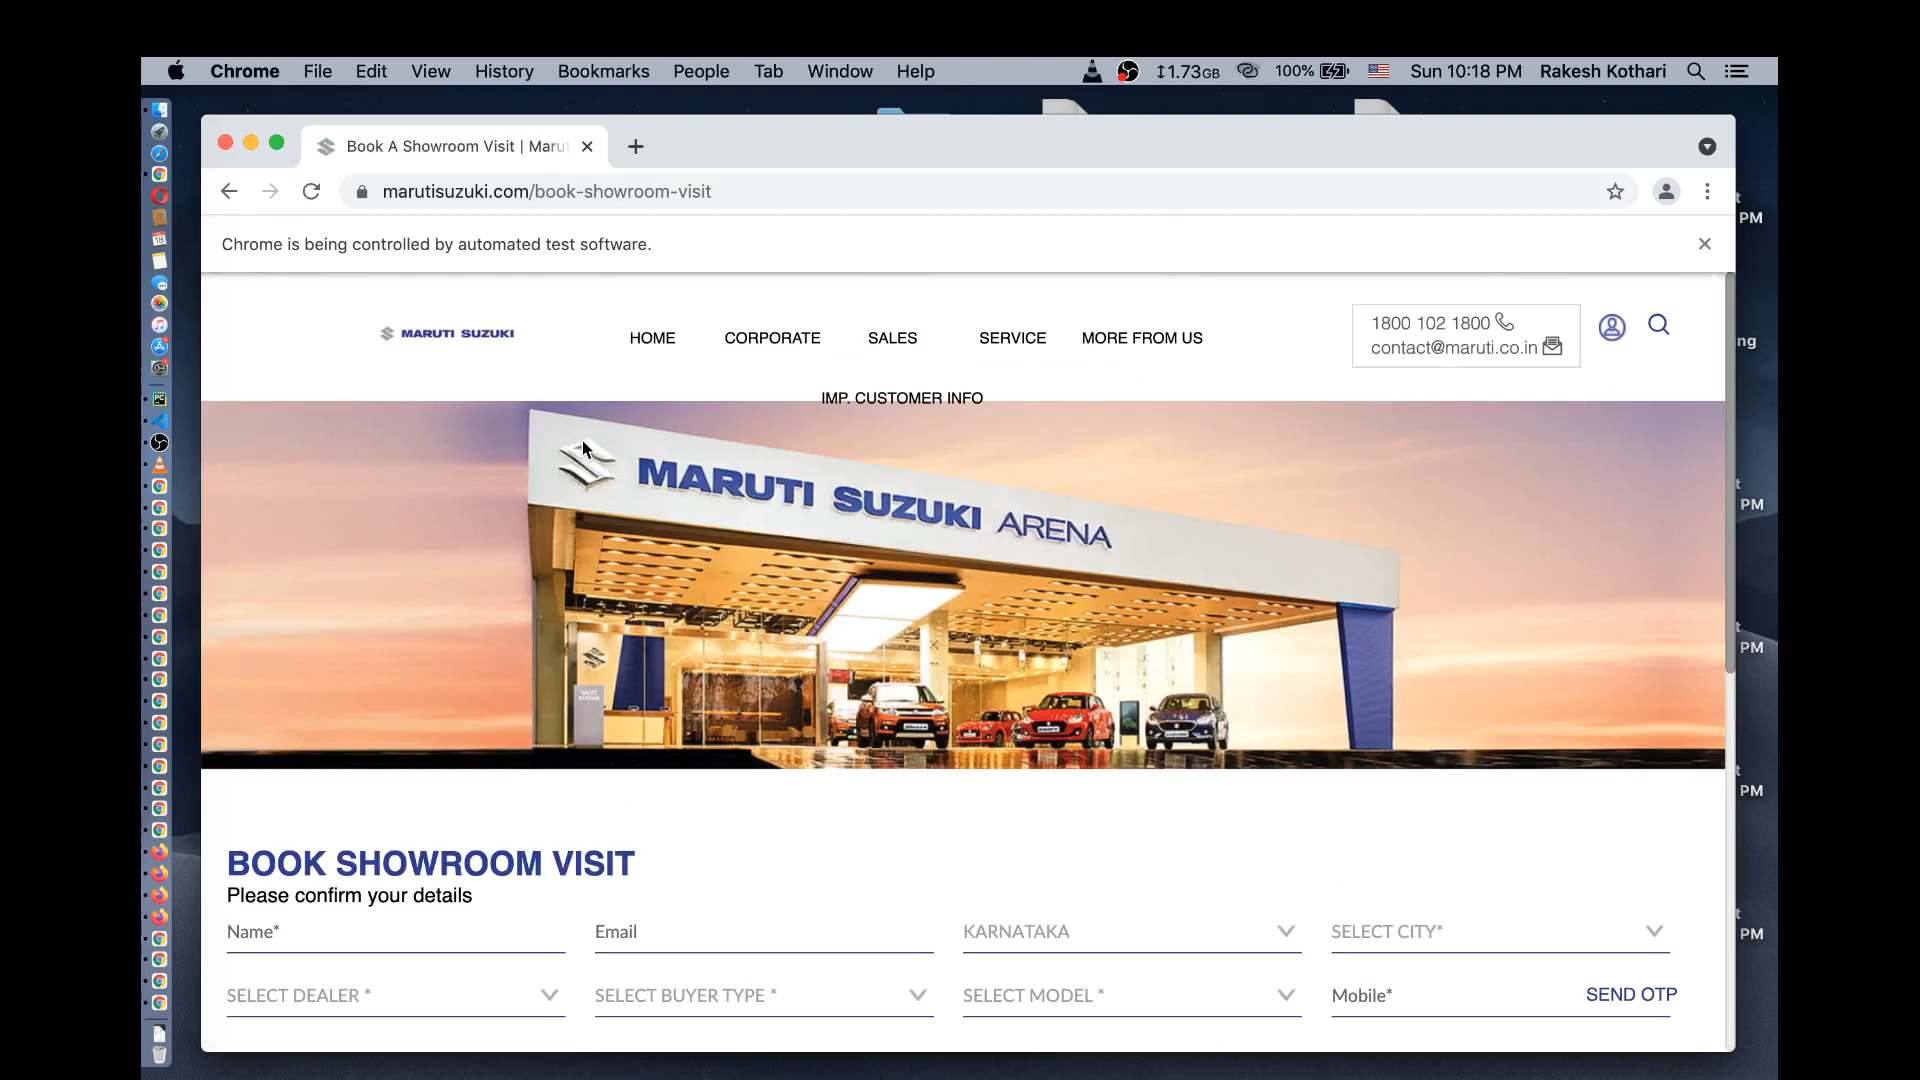 Chrome File Edit View History Bookmarks People Tab Window Help
1.73GB 100% Sun 10:18 PM Rakesh Kothari
Book A Showroom Visit | Maru
marutisuzuki.com/book-showroom-visit
Chrome is being controlled by automated test software.
MARUTI SUZUKI
HOME CORPORATE SALES SERVICE MORE FROM US
1800 102 1800
contact@maruti.co.in
IMP. CUSTOMER INFO
MARUTI SUZUKI ARENA
BOOK SHOWROOM VISIT
Please confirm your details
Name* Email KARNATAKA SELECT CITY*
SELECT DEALER * SELECT BUYER TYPE * SELECT MODEL * Mobile* SEND OTP
t
PM
ng
t
PM
t
PM
t
PM
t
PM